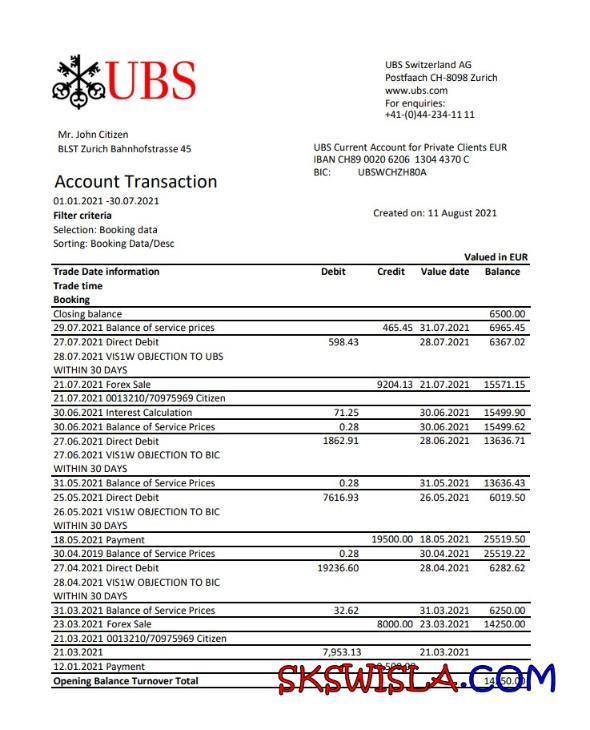 UBS
UBS Switzerland AG
Postfaach CH-8098 Zurich
www.ubs.com
For enquiries:
+41-(0)44-234-11 11
Mr. John Citizen
BLST Zurich Bahnhofstrasse 45
UBS Current Account for Private Clients EUR
IBAN CH89 0020 6206 1304 4370 C
BIC: UBSWCHZH80A
Account Transaction
01.01.2021 -30.07.2021
Filter criteria
Created on: 11 August 2021
Selection: Booking data
Sorting: Booking Data/Desc
Valued in EUR
Trade Date information Debit Credit Value date Balance
Trade time
Booking
Closing balance 6500.00
29.07.2021 Balance of service prices 465.45 31.07.2021 6965.45
27.07.2021 Direct Debit 598.43 28.07.2021 6367.02
28.07.2021 VIS1W OBJECTION TO UBS
WITHIN 30 DAYS
21.07.2021 Forex Sale 9204.13 21.07.2021 15571.15
21.07.2021 0013210/70975969 Citizen
30.06.2021 Interest Calculation 71.25 30.06.2021 15499.90
30.06.2021 Balance of Service Prices 0.28 30.06.2021 15499.62
27.06.2021 Direct Debit 1862.91 28.06.2021 13636.71
27.06.2021 VIS1W OBJECTION TO BIC
WITHIN 30 DAYS
31.05.2021 Balance of Service Prices 0.28 31.05.2021 13636.43
25.05.2021 Direct Debit 7616.93 26.05.2021 6019.50
26.05.2021 VIS1W OBJECTION TO BIC
WITHIN 30 DAYS
18.05.2021 Payment 19500.00 18.05.2021 25519.50
30.04.2019 Balance of Service Prices 0.28 30.04.2021 25519.22
27.04.2021 Direct Debit 19236.60 28.04.2021 6282.62
28.04.2021 VIS1W OBJECTION TO BIC
WITHIN 30 DAYS
31.03.2021 Balance of Service Prices 32.62 31.03.2021 6250.00
23.03.2021 Forex Sale 8000.00 23.03.2021 14250.00
21.03.2021 0013210/70975969 Citizen
21.03.2021 7,953.13 21.03.2021
12.01.2021 Payment
Opening Balance Turnover Total
SKSWISLA.COM